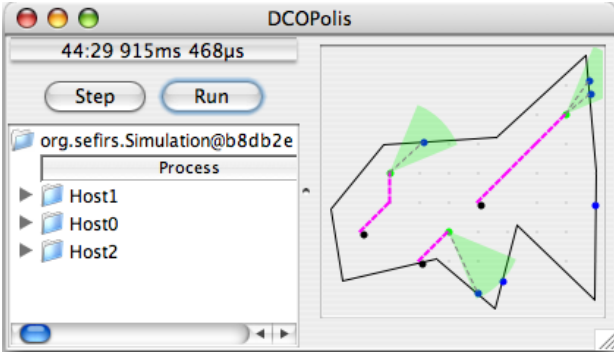 DCOPolis
44:29 915ms 468µs
Step Run
org.sefirs.Simulation@b8db2e
Process
Host1
Host0
Host2